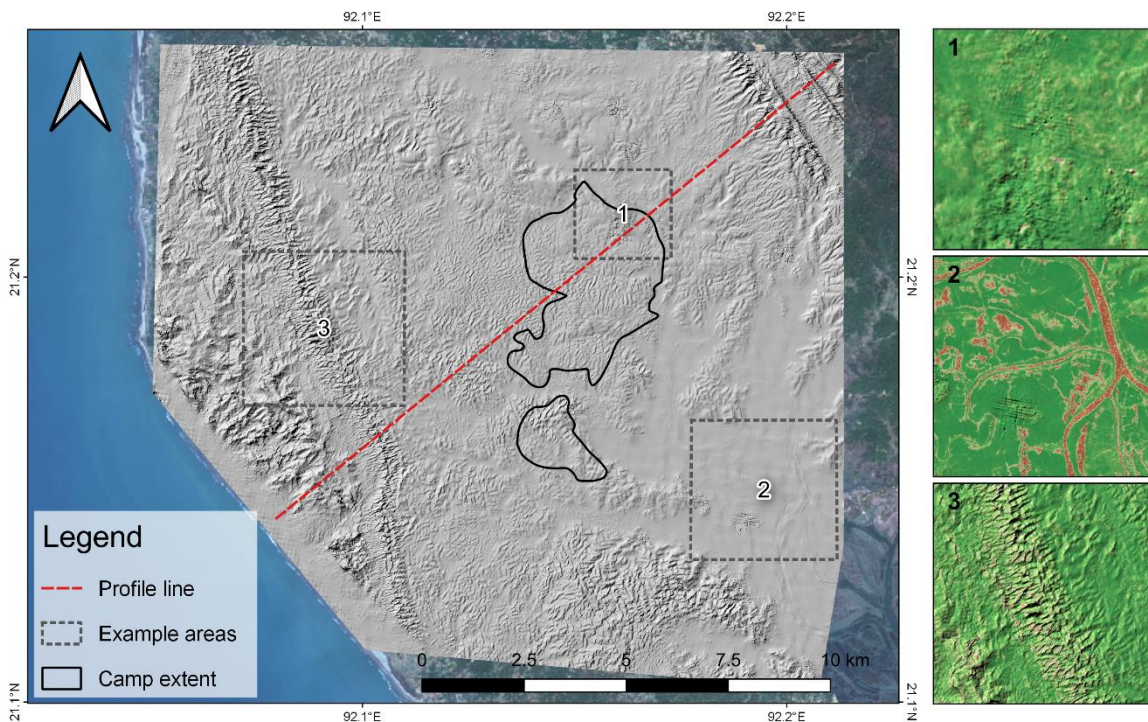 92.1°E
92.2°E
21.2°N
21.2°N
1
3
2
Legend
Profile line
Example areas
Camp extent
0
2.5
5
7.5
10 km
21.1°N
21.1°N
92.1°E
92.2°E
1
2
3